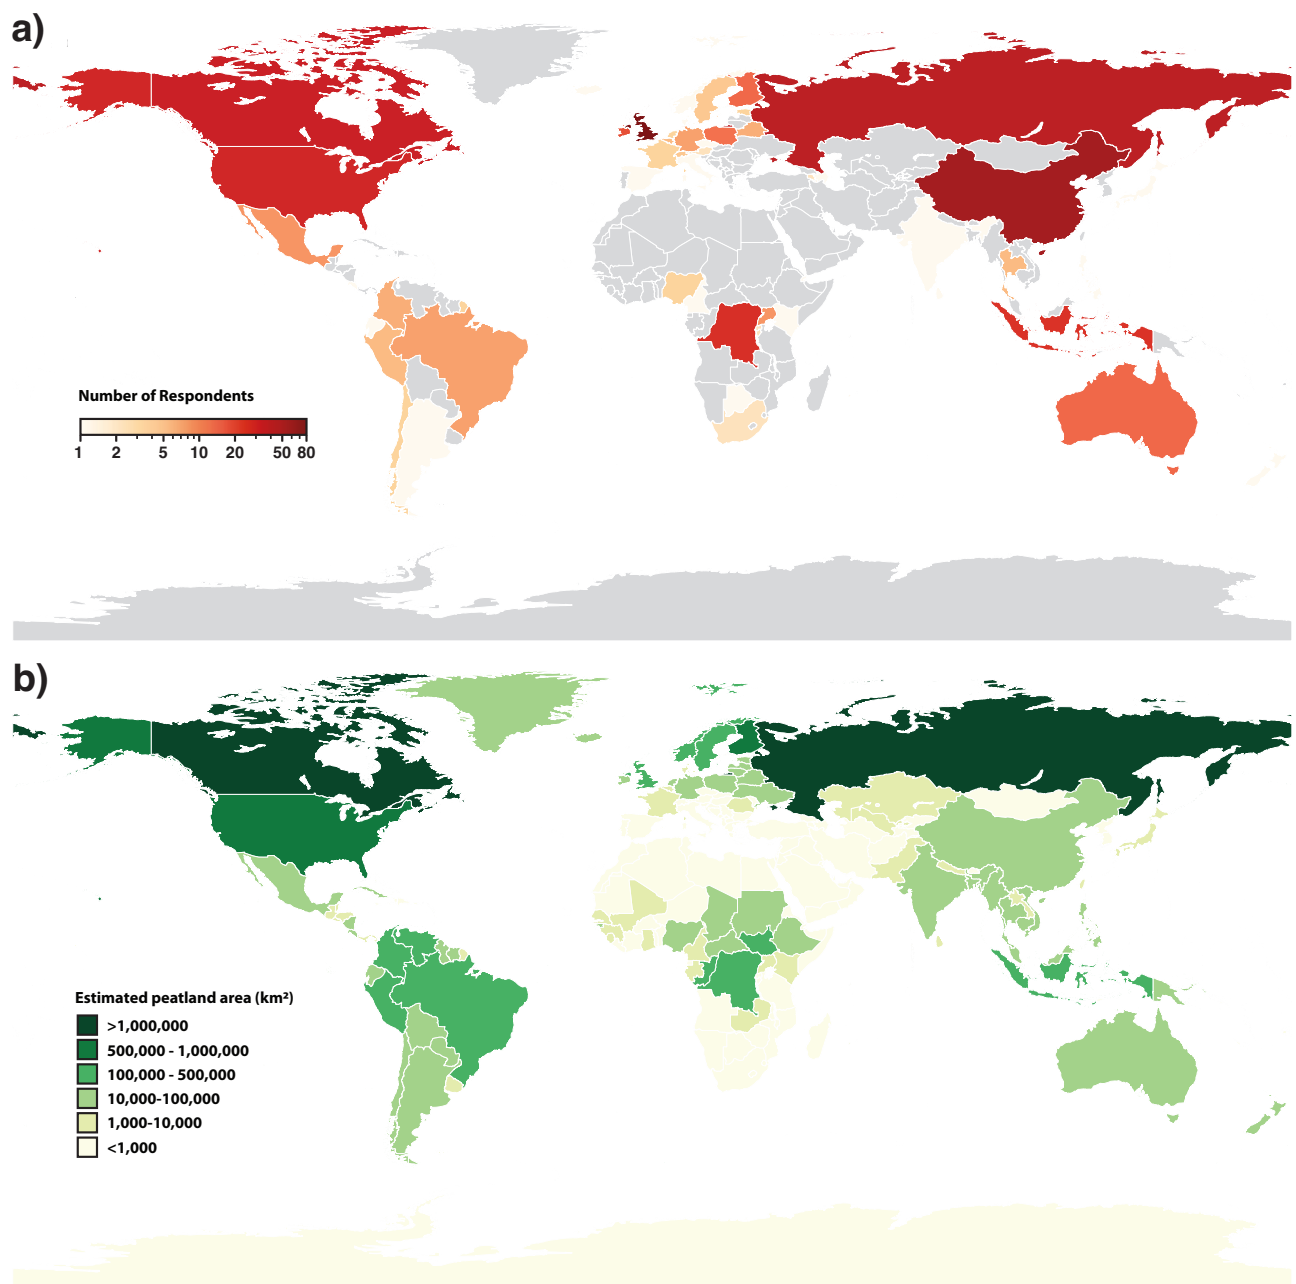 a)
Number of Respondents
1 2 5 10 20 50 80
b)
Estimated peatland area (km²)
>1,000,000
500,000 - 1,000,000
100,000 - 500,000
10,000-100,000
1,000-10,000
<1,000